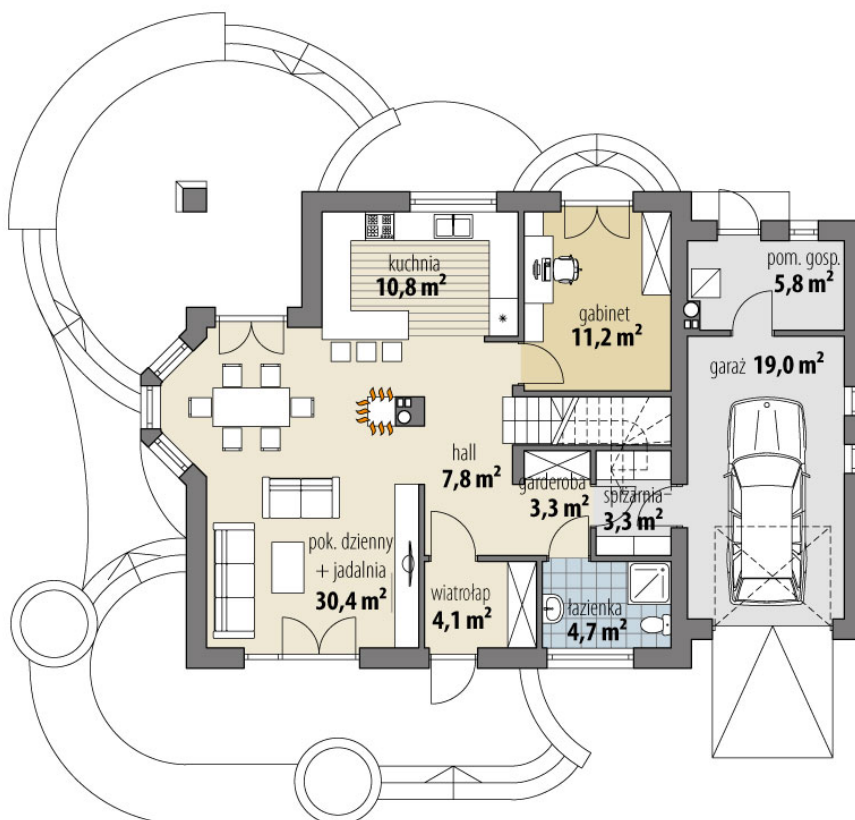 kuchnia
10,8 m²
gabinet
11,2 m²
pom. gosp.
5,8 m²
garaż 19,0 m²
hall
7,8 m²
garderoba
3,3 m²
spiżarnia
3,3 m²
pok. dzienny
+ jadalnia
30,4 m²
wiatrołap
4,1 m²
łazienka
4,7 m²